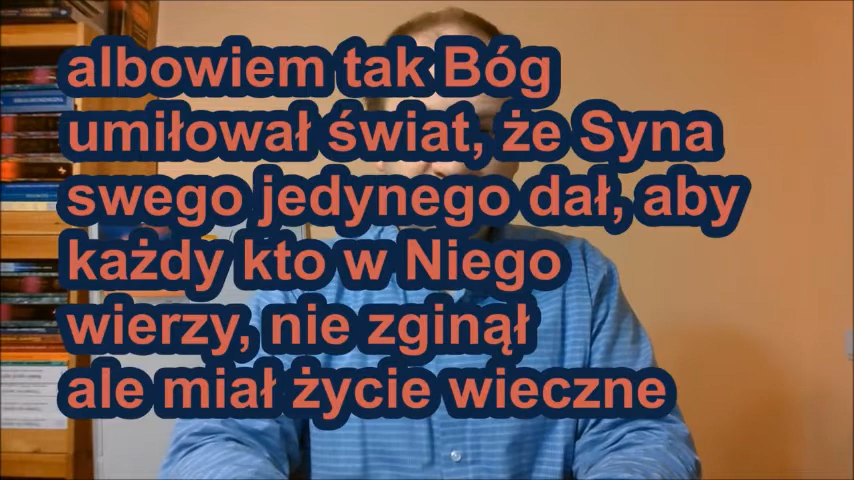 albowiem tak Bóg
umiłował świat, że Syna
swego jedynego dał, aby
każdy kto w Niego
wierzy, nie zginął
ale miał życie wieczne